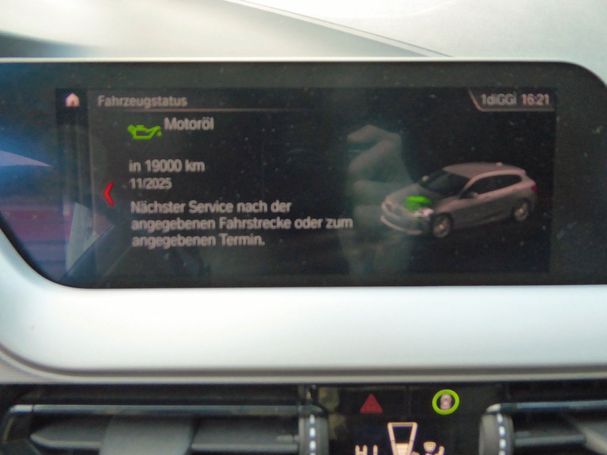 Fahrzeugstatus
1diGGi 16:21
Motoröl
in 19000 km
11/2025
Nächster Service nach der
angegebenen Fahrstrecke oder zum
angegebenen Termin.